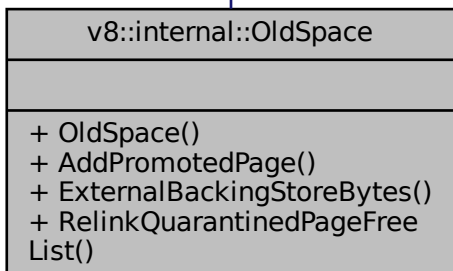 v8::internal::OldSpace
+ OldSpace()
+ AddPromotedPage()
+ ExternalBackingStoreBytes()
+ RelinkQuarantinedPageFree
List()